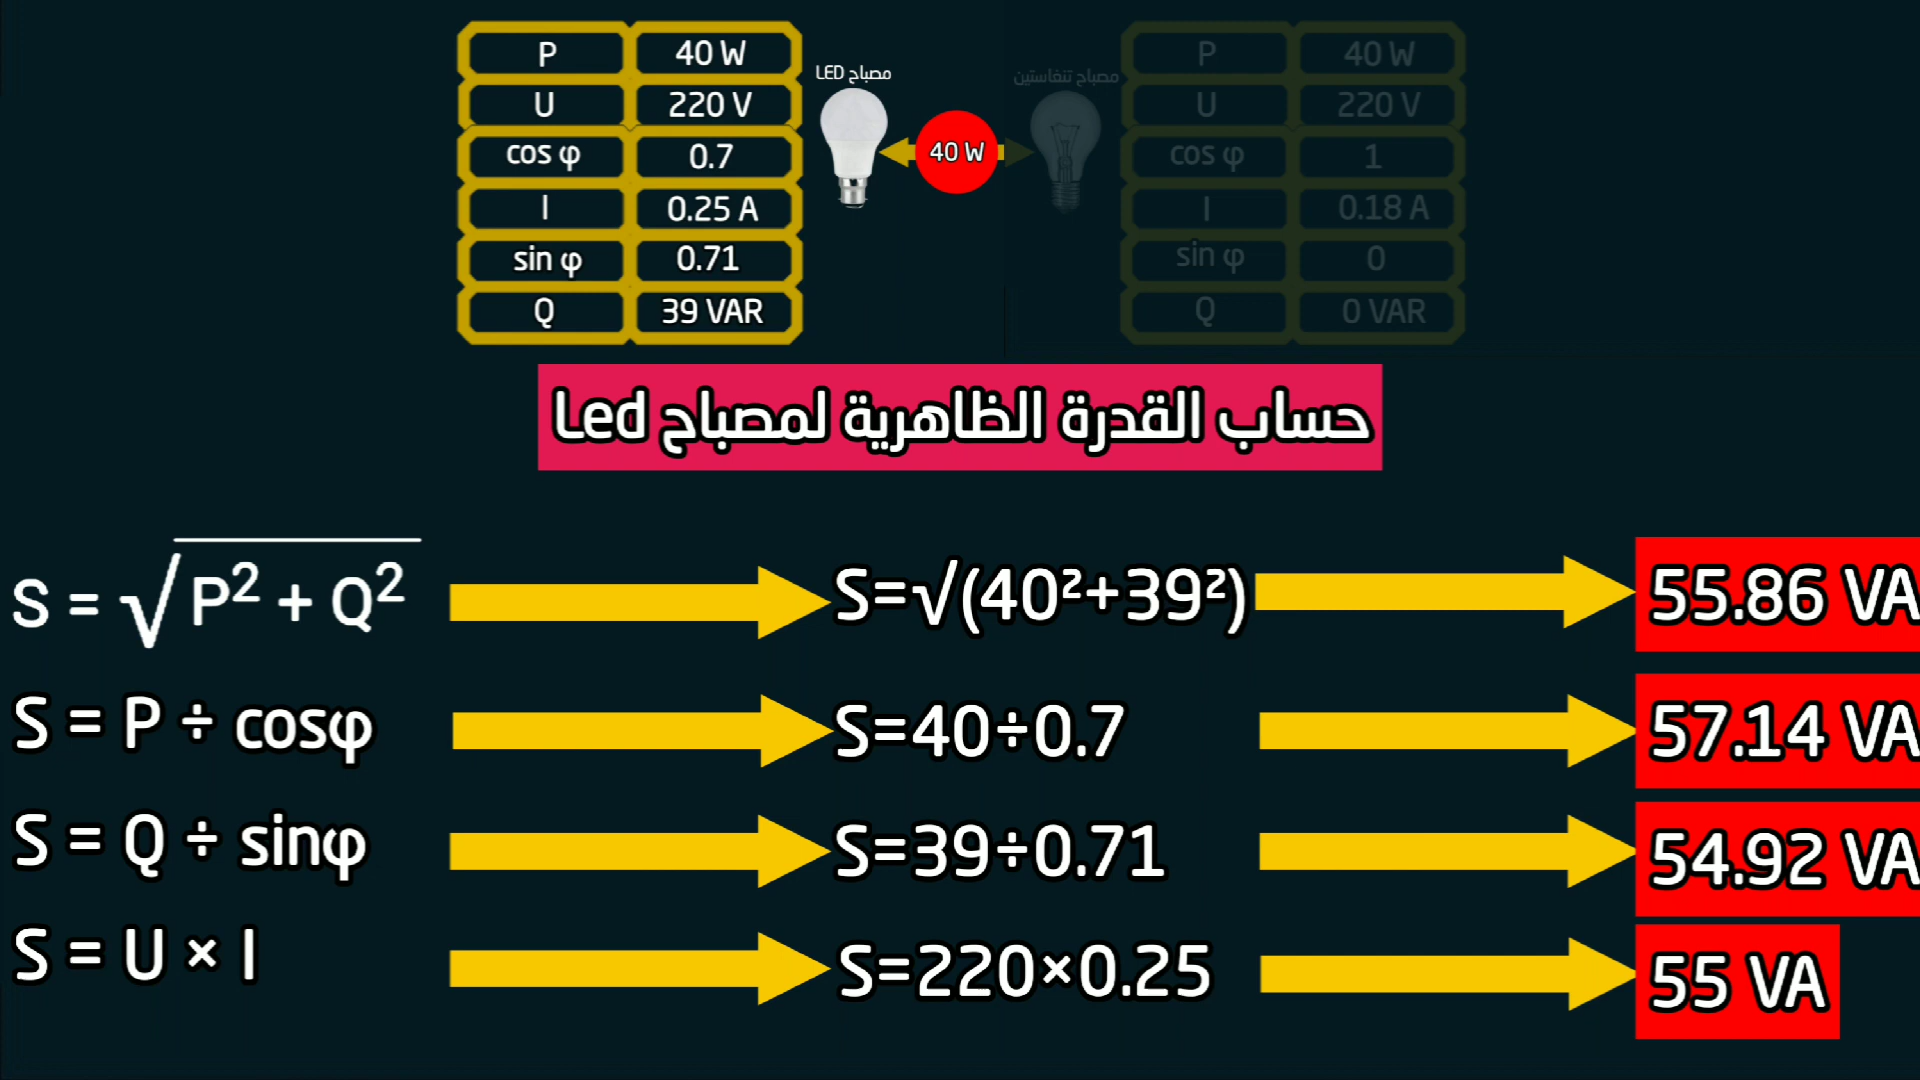 P 40 W
U 220 V
cos φ 0.7
I 0.25 A
sin φ 0.71
Q 39 VAR
مصباح LED
40 W
مصباح تنغاستين
P 40 W
U 220 V
cos φ 1
I 0.18 A
sin φ 0
Q 0 VAR
حساب القدرة الظاهرية لمصباح Led
S = √P² + Q² S=√(40²+39²) 55.86 VA
S = P ÷ cosφ S=40÷0.7 57.14 VA
S = Q ÷ sinφ S=39÷0.71 54.92 VA
S = U × I S=220×0.25 55 VA